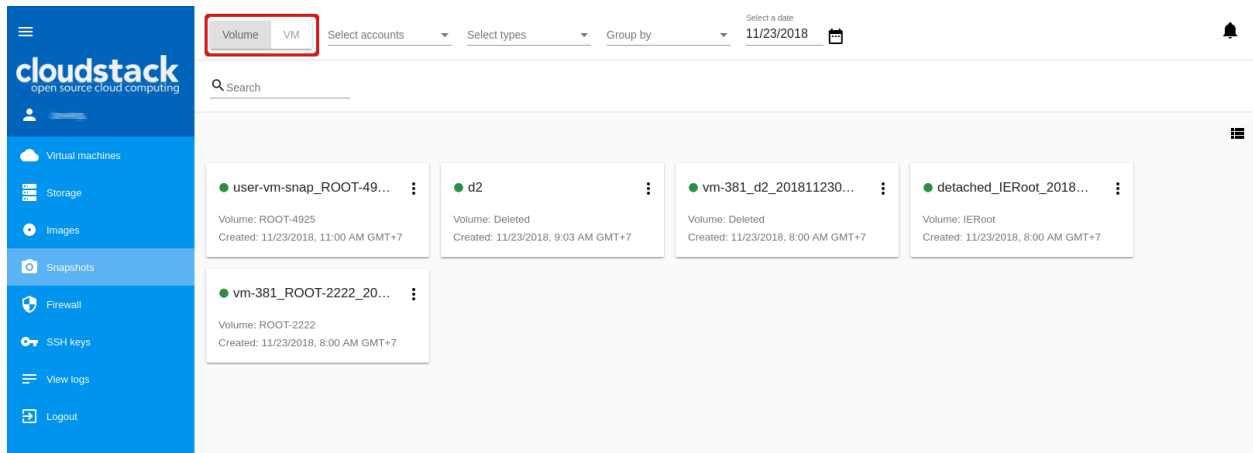 Volume VM Select accounts Select types Group by Select a date 11/23/2018
cloudstack
open source cloud computing
Search
Virtual machines
Storage
Images
Snapshots
Firewall
SSH keys
View logs
Logout
user-vm-snap_ROOT-49...
Volume: ROOT-4925
Created: 11/23/2018, 11:00 AM GMT+7
d2
Volume: Deleted
Created: 11/23/2018, 9:03 AM GMT+7
vm-381_d2_201811230...
Volume: Deleted
Created: 11/23/2018, 8:00 AM GMT+7
detached_IERoot_2018...
Volume: IERoot
Created: 11/23/2018, 8:00 AM GMT+7
vm-381_ROOT-2222_20...
Volume: ROOT-2222
Created: 11/23/2018, 8:00 AM GMT+7